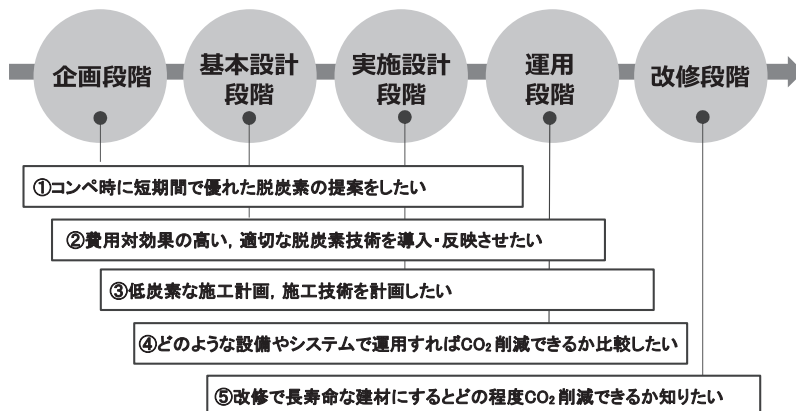 企画段階
基本設計
段階
実施設計
段階
運用
段階
改修段階
①コンペ時に短期間で優れた脱炭素の提案をしたい
②費用対効果の高い，適切な脱炭素技術を導入・反映させたい
③低炭素な施工計画，施工技術を計画したい
④どのような設備やシステムで運用すればCO₂削減できるか比較したい
⑤改修で長寿命な建材にするとどの程度CO₂削減できるか知りたい